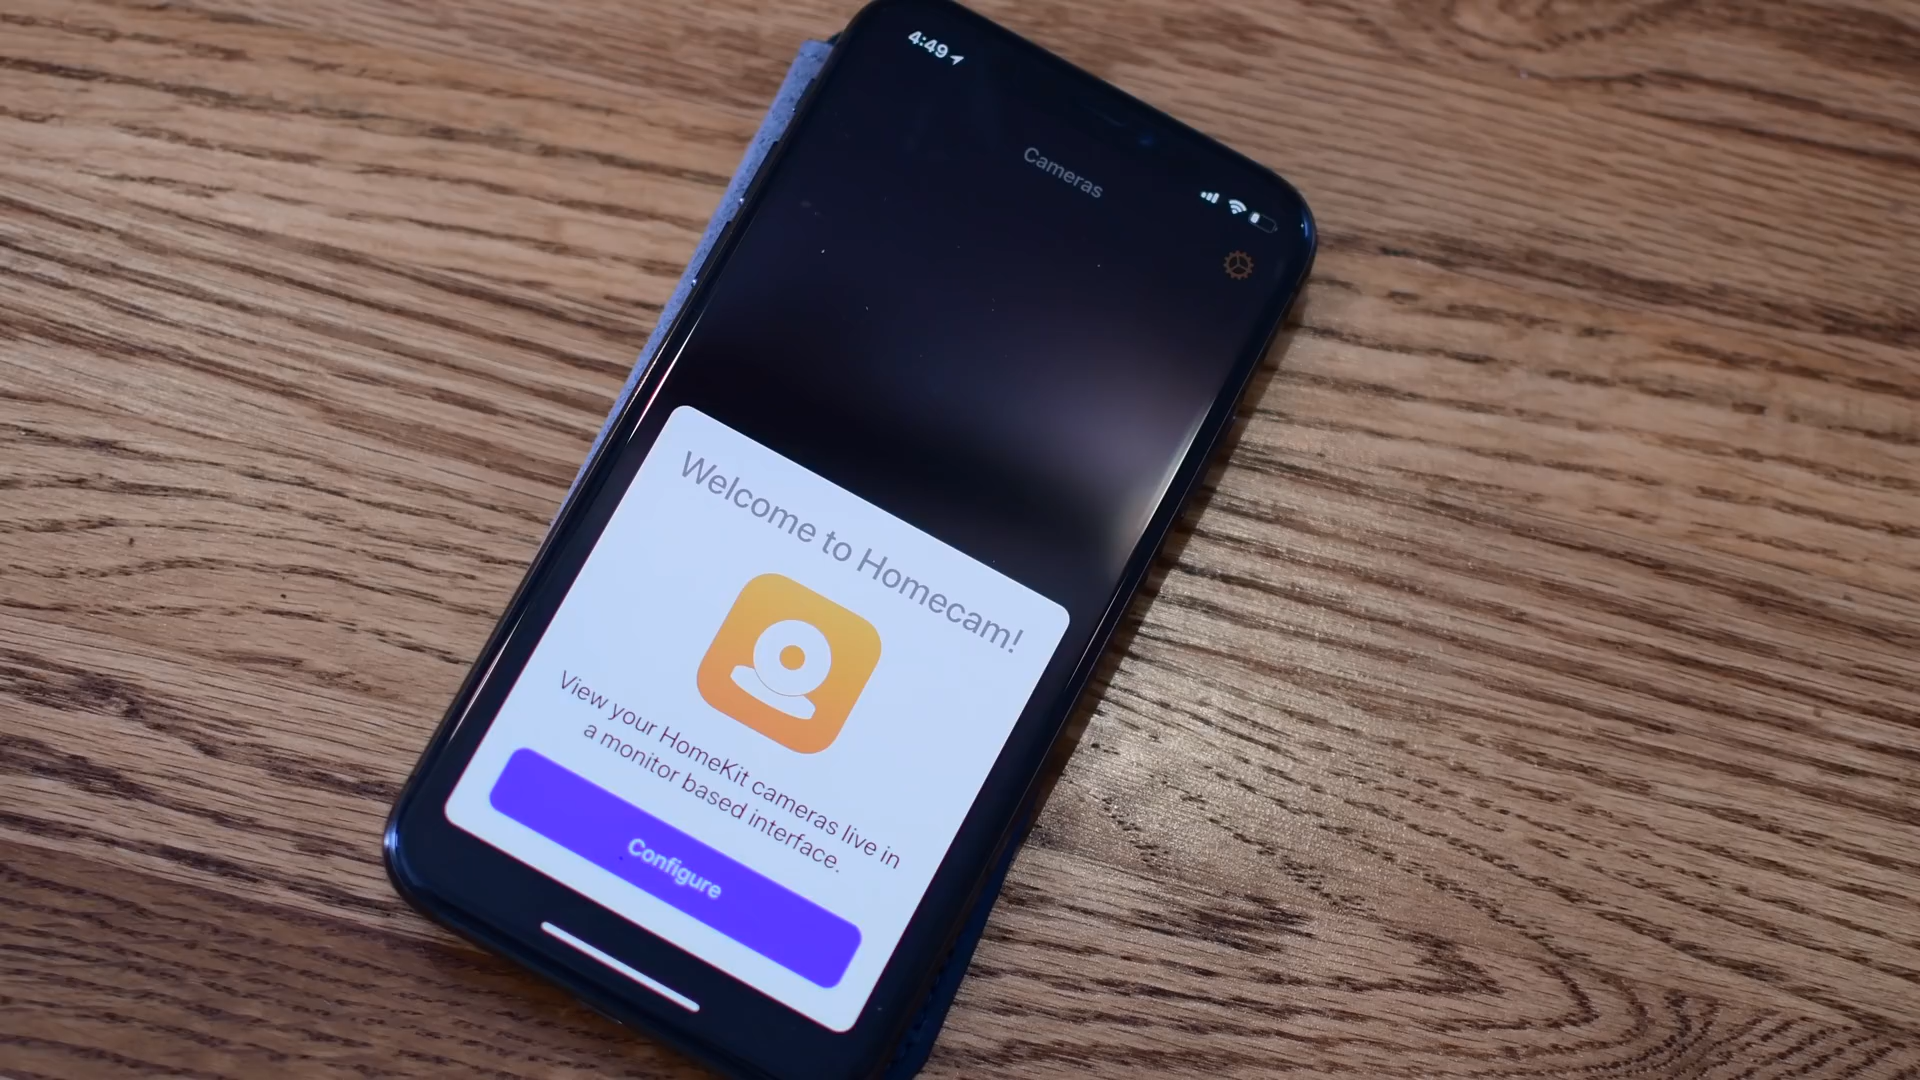 4:49
Cameras
Welcome to Homecam!
View your HomeKit cameras live in
a monitor based interface.
Configure